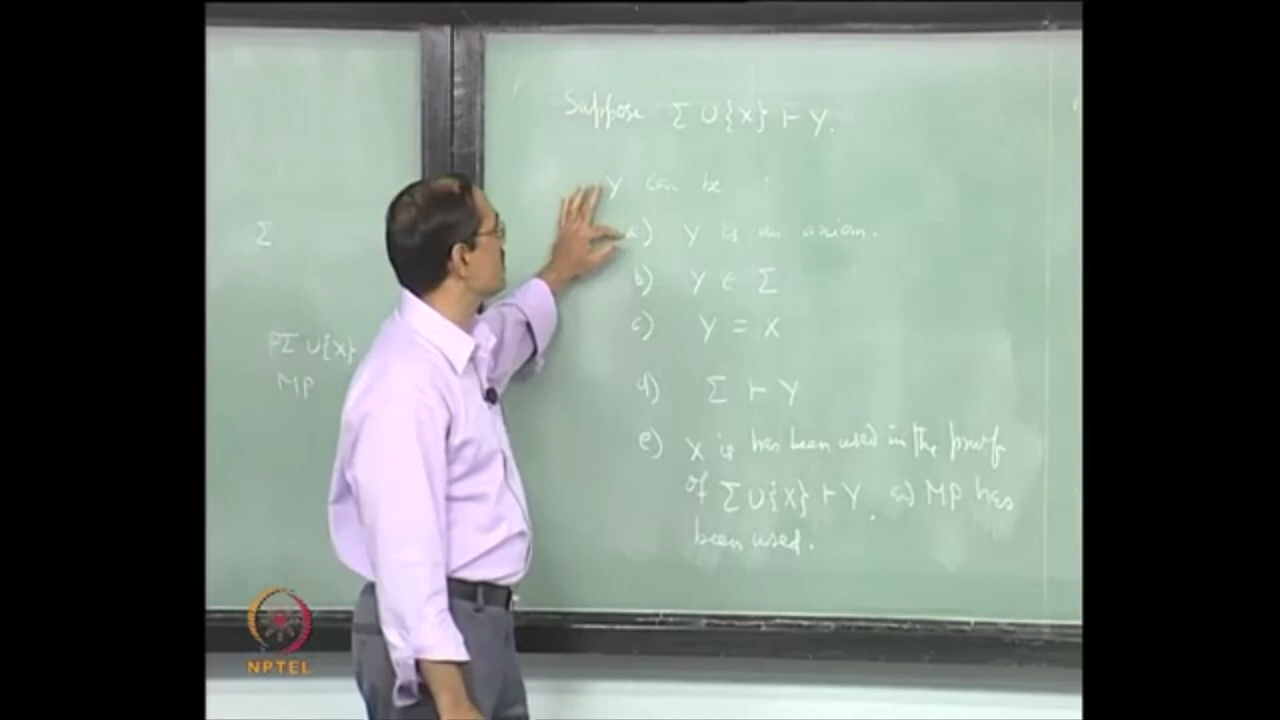 Σ
PΣ ∪ {X}
MP
Suppose Σ ∪ {X} ⊢ Y.
Y can be :
a) Y is an axiom.
b) Y ∈ Σ
c) Y = X
d) Σ ⊢ Y
e) X is has been used in the proof
of Σ ∪ {X} ⊢ Y. MP has
been used.
NPTEL